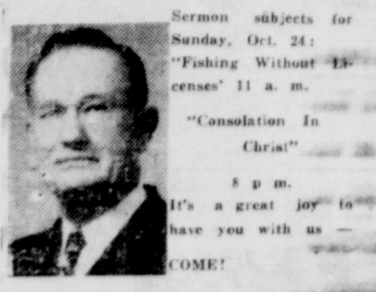 Sermon subjects for
Sunday, Oct. 24:
"Fishing Without Li-
censes' 11 a. m.
"Consolation In
Christ"
8 p m.
It's a great joy to
have you with us —
COME!